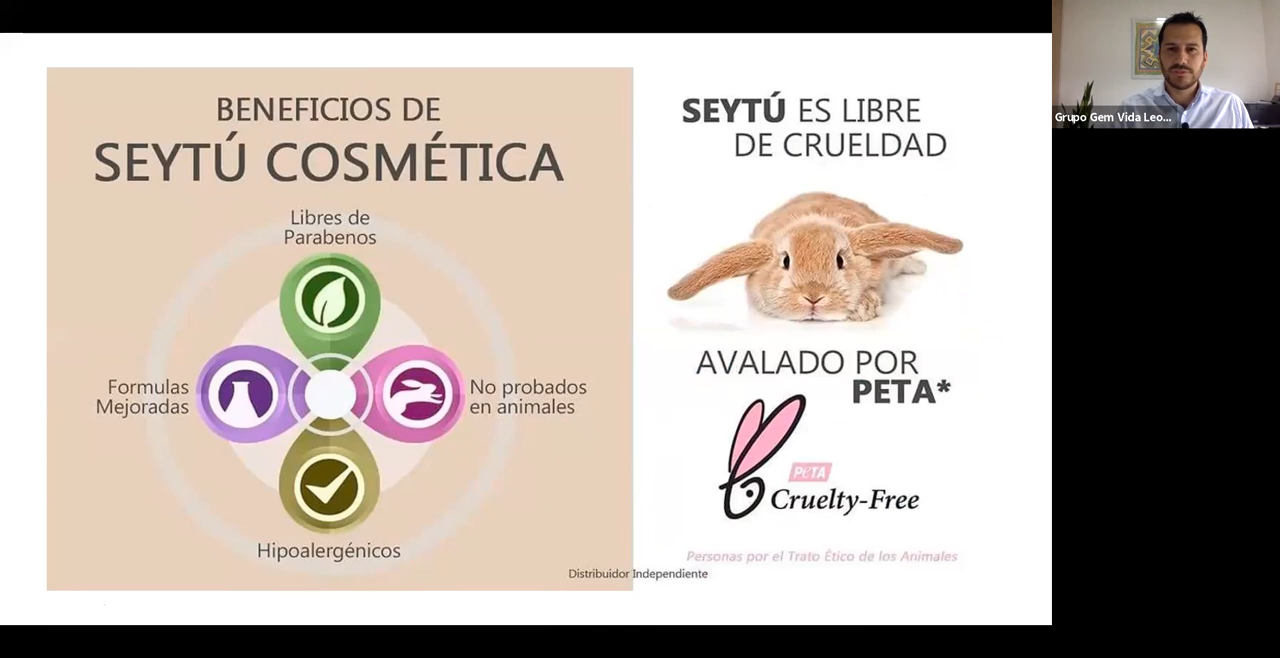 BENEFICIOS DE
SEYTÚ COSMÉTICA
Libres de
Parabenos
Formulas
Mejoradas
No probados
en animales
Hipoalergénicos
SEYTÚ ES LIBRE
DE CRUELDAD
AVALADO POR
PETA*
PETA
Cruelty-Free
Personas por el Trato Ético de los Animales
Distribuidor Independiente
Grupo Gem Vida Leo...